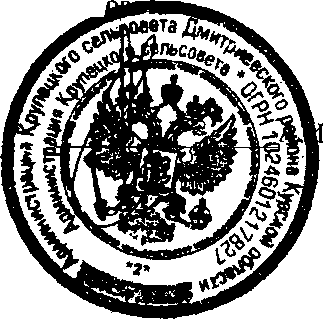 Администрация Крупецкого сельсовета Дмитриевского района Курской области
Администрация Крупецкого сельсовета * ОГРН 1024601217827
*2*